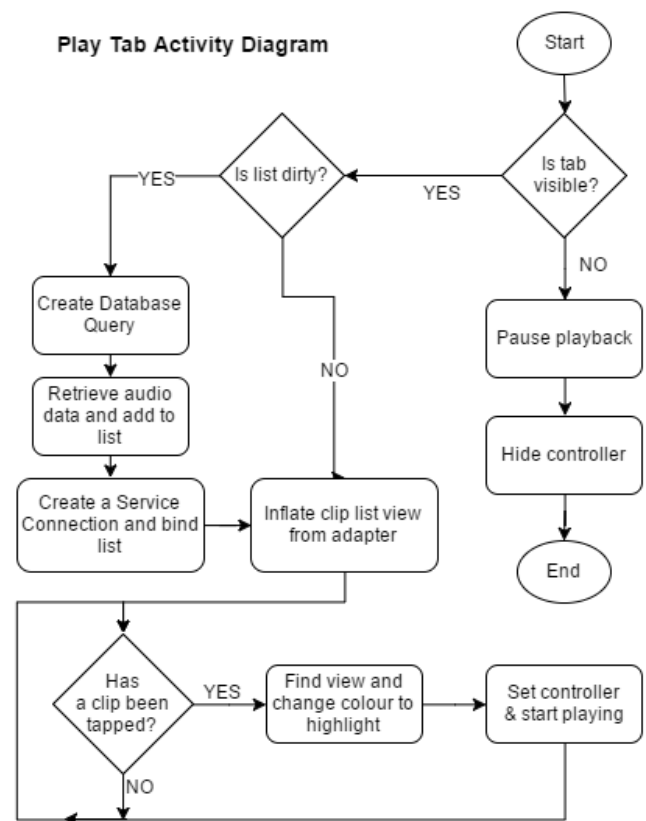 Play Tab Activity Diagram
Start
Is tab
visible?
YES
Is list dirty?
YES
NO
Create Database
Query
Pause playback
NO
Retrieve audio
data and add to
list
Hide controller
Create a Service
Connection and bind
list
Inflate clip list view
from adapter
End
Has
a clip been
tapped?
YES
Find view and
change colour to
highlight
Set controller
& start playing
NO